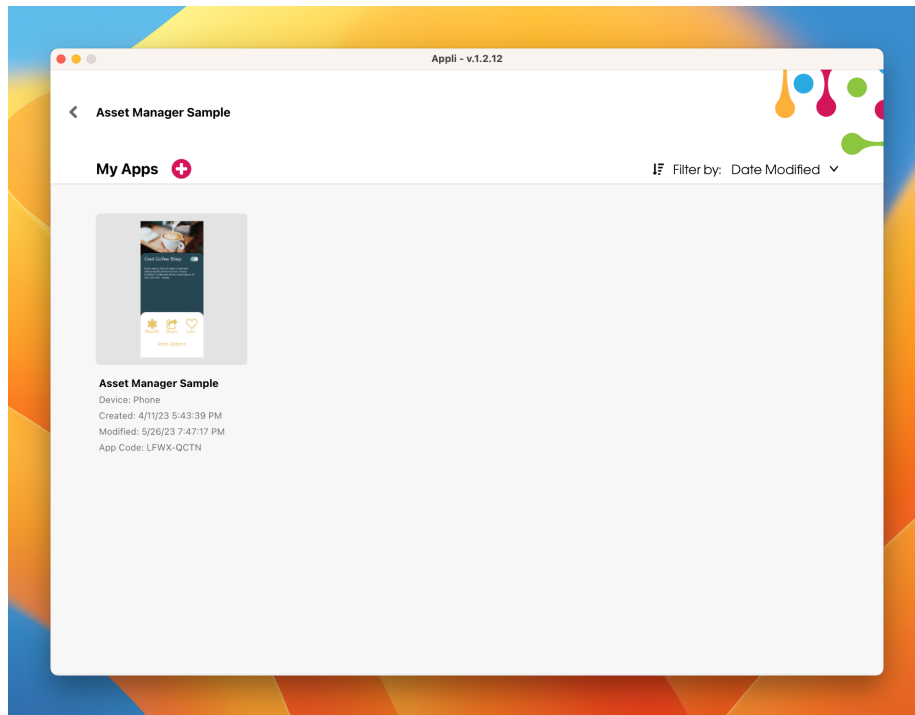 Appli - v.1.2.12
Asset Manager Sample
My Apps
Filter by: Date Modified
Cool Coffee Shop
More Options
Asset Manager Sample
Device: Phone
Created: 4/11/23 5:43:39 PM
Modified: 5/26/23 7:47:17 PM
App Code: LFWX-QCTN